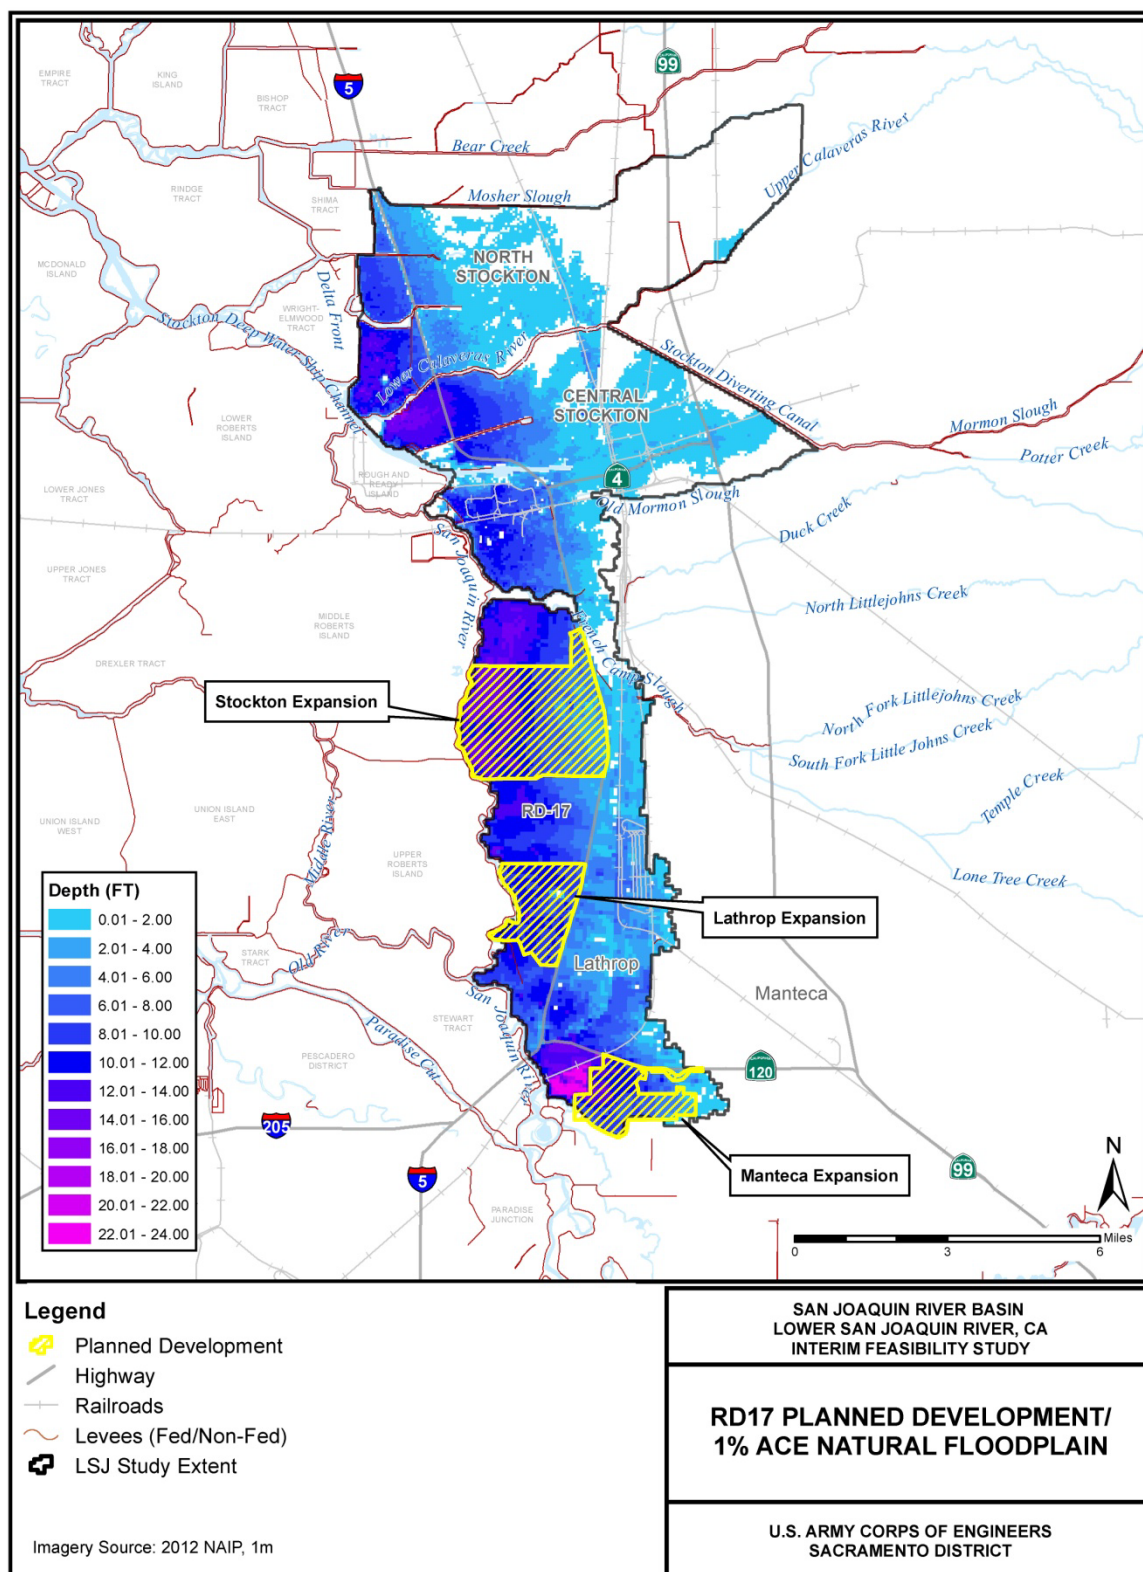 EMPIRE
TRACT
KING
ISLAND
BISHOP
TRACT
5
99
Bear Creek
Upper Calaveras River
RINDGE
TRACT
SHIMA
TRACT
Mosher Slough
NORTH
STOCKTON
MCDONALD
ISLAND
Delta Front
WRIGHT-
ELMWOOD
TRACT
Stockton Deep Water Ship Channel
Lower Calaveras River
Stockton Diverting Canal
CENTRAL
STOCKTON
LOWER
ROBERTS
ISLAND
Mormon Slough
Potter Creek
ROUGH AND
READY
ISLAND
4
Old Mormon Slough
LOWER JONES
TRACT
Duck Creek
San Joaquin River
UPPER JONES
TRACT
North Littlejohns Creek
MIDDLE
ROBERTS
ISLAND
French Camp Slough
DREXLER TRACT
Stockton Expansion
North Fork Littlejohns Creek
South Fork Little Johns Creek
Temple Creek
UNION ISLAND
WEST
UNION ISLAND
EAST
RD-17
Middle River
UPPER
ROBERTS
ISLAND
Lone Tree Creek
Lathrop Expansion
STARK
TRACT
Old River
Lathrop
Manteca
San Joaquin River
STEWART
TRACT
Paradise Cut
PESCADERO
DISTRICT
120
205
5
Manteca Expansion
99
PARADISE
JUNCTION
N
Miles
0 3 6
Depth (FT)
0.01 - 2.00
2.01 - 4.00
4.01 - 6.00
6.01 - 8.00
8.01 - 10.00
10.01 - 12.00
12.01 - 14.00
14.01 - 16.00
16.01 - 18.00
18.01 - 20.00
20.01 - 22.00
22.01 - 24.00
Legend
Planned Development
Highway
Railroads
Levees (Fed/Non-Fed)
LSJ Study Extent
Imagery Source: 2012 NAIP, 1m
SAN JOAQUIN RIVER BASIN
LOWER SAN JOAQUIN RIVER, CA
INTERIM FEASIBILITY STUDY
RD17 PLANNED DEVELOPMENT/
1% ACE NATURAL FLOODPLAIN
U.S. ARMY CORPS OF ENGINEERS
SACRAMENTO DISTRICT